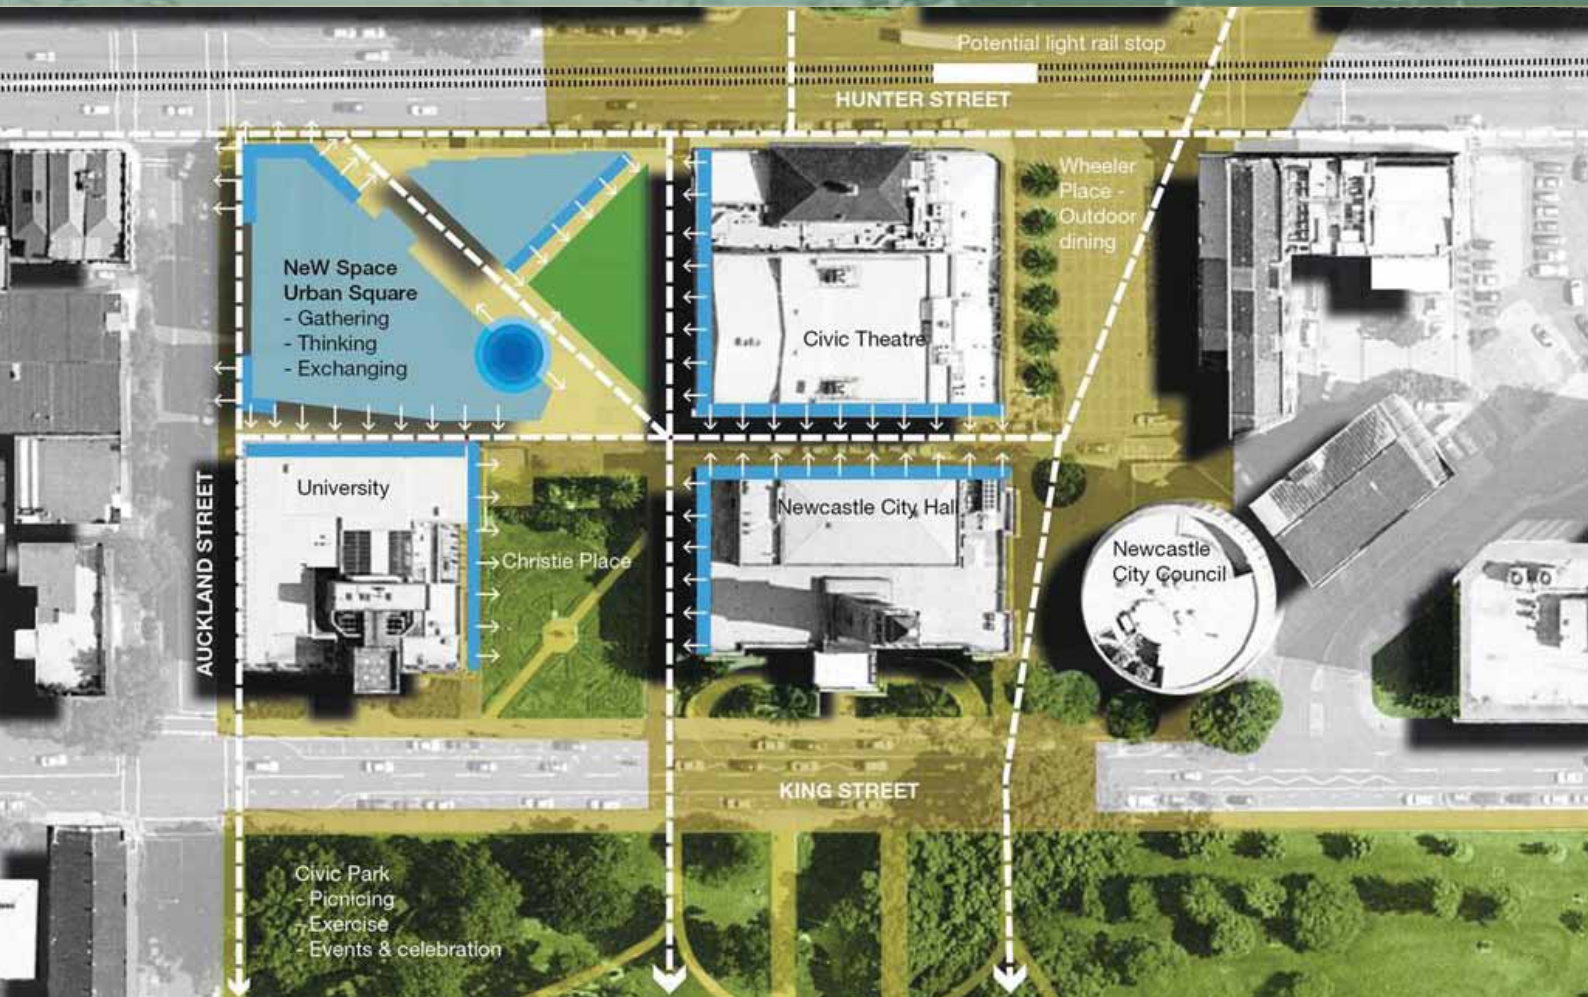 Potential light rail stop
HUNTER STREET
Wheeler
Place -
Outdoor
dining
NeW Space
Urban Square
- Gathering
- Thinking
- Exchanging
Civic Theatre
University
Newcastle City Hall
AUCKLAND STREET
Christie Place
Newcastle
City Council
KING STREET
Civic Park
- Picnicing
- Exercise
- Events & celebration